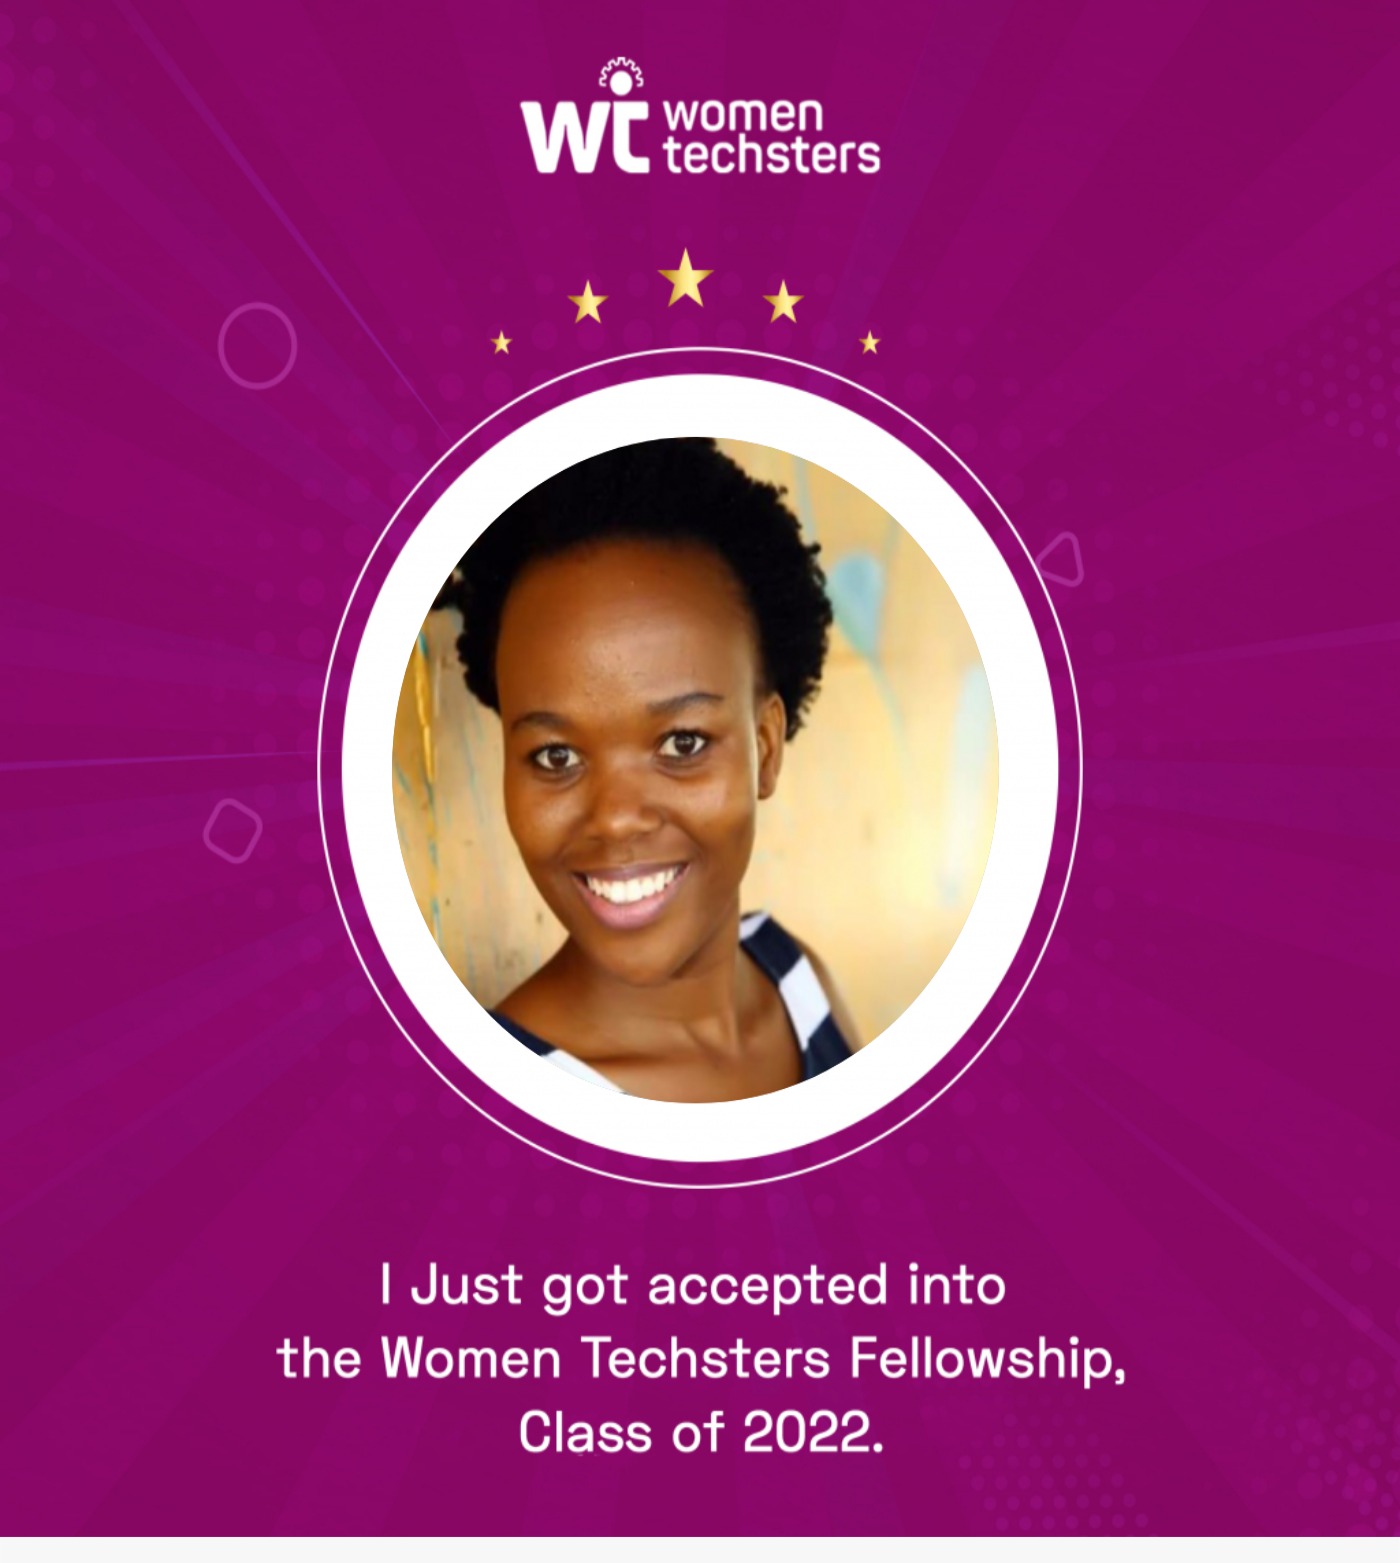 wt women
techsters
I Just got accepted into
the Women Techsters Fellowship,
Class of 2022.